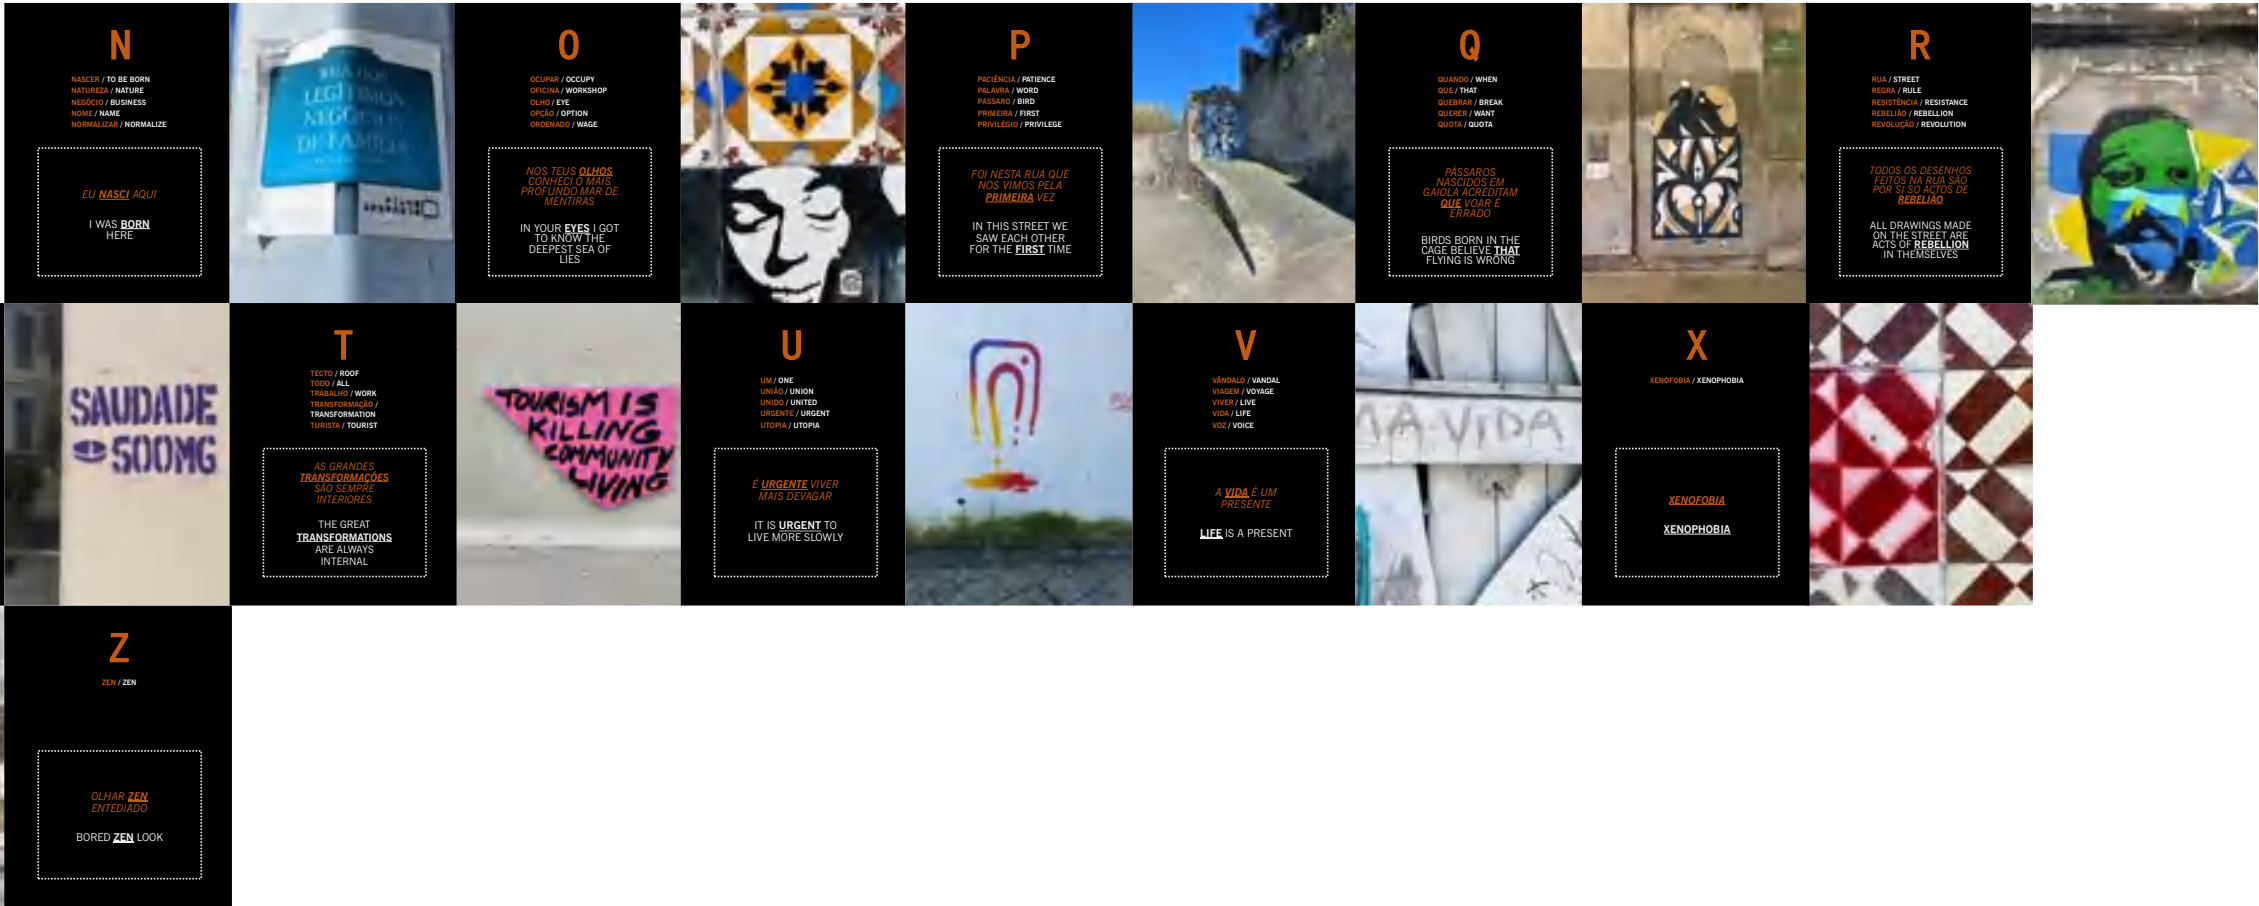 N
NASCER / TO BE BORN
NATUREZA / NATURE
NEGÓCIO / BUSINESS
NOME / NAME
NORMALIZAR / NORMALIZE
EU NASCI AQUI
I WAS BORN
HERE
RUA DOS
LEGÍTIMOS
NEGÓCIOS
DE FAMÍLIA
O
OCUPAR / OCCUPY
OFICINA / WORKSHOP
OLHO / EYE
OPÇÃO / OPTION
ORDENADO / WAGE
NOS TEUS OLHOS
CONHECI O MAIS
PROFUNDO MAR DE
MENTIRAS
IN YOUR EYES I GOT
TO KNOW THE
DEEPEST SEA OF
LIES
P
PACIÊNCIA / PATIENCE
PALAVRA / WORD
PÁSSARO / BIRD
PRIMEIRA / FIRST
PRIVILÉGIO / PRIVILEGE
FOI NESTA RUA QUE
NOS VIMOS PELA
PRIMEIRA VEZ
IN THIS STREET WE
SAW EACH OTHER
FOR THE FIRST TIME
Q
QUANDO / WHEN
QUE / THAT
QUEBRAR / BREAK
QUERER / WANT
QUOTA / QUOTA
PÁSSAROS
NASCIDOS EM
GAIOLA ACREDITAM
QUE VOAR É
ERRADO
BIRDS BORN IN THE
CAGE BELIEVE THAT
FLYING IS WRONG
R
RUA / STREET
REGRA / RULE
RESISTÊNCIA / RESISTANCE
REBELIÃO / REBELLION
REVOLUÇÃO / REVOLUTION
TODOS OS DESENHOS
FEITOS NA RUA SÃO
POR SI SÓ ACTOS DE
REBELIÃO
ALL DRAWINGS MADE
ON THE STREET ARE
ACTS OF REBELLION
IN THEMSELVES
SAUDADE
500MG
T
TECTO / ROOF
TODO / ALL
TRABALHO / WORK
TRANSFORMAÇÃO /
TRANSFORMATION
TURISTA / TOURIST
AS GRANDES
TRANSFORMAÇÕES
SÃO SEMPRE
INTERIORES
THE GREAT
TRANSFORMATIONS
ARE ALWAYS
INTERNAL
TOURISM IS
KILLING
COMMUNITY
LIVING
U
UM / ONE
UNIÃO / UNION
UNIDO / UNITED
URGENTE / URGENT
UTOPIA / UTOPIA
É URGENTE VIVER
MAIS DEVAGAR
IT IS URGENT TO
LIVE MORE SLOWLY
V
VÂNDALO / VANDAL
VIAGEM / VOYAGE
VIVER / LIVE
VIDA / LIFE
VOZ / VOICE
A VIDA É UM
PRESENTE
LIFE IS A PRESENT
MA-VIDA
X
XENOFOBIA / XENOPHOBIA
XENOFOBIA
XENOPHOBIA
Z
ZEN / ZEN
OLHAR ZEN
ENTEDIADO
BORED ZEN LOOK